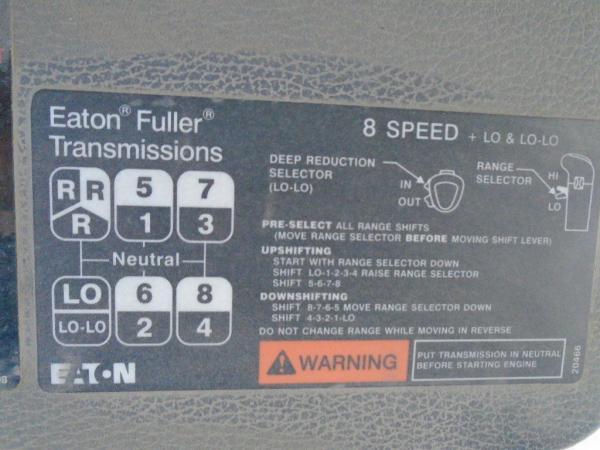 Eaton® Fuller®
Transmissions
8 SPEED + LO & LO-LO
R R 5 7
R 1 3
Neutral
LO 6 8
LO-LO 2 4
DEEP REDUCTION
SELECTOR
(LO-LO)
IN
OUT
RANGE
SELECTOR
HI
LO
PRE-SELECT ALL RANGE SHIFTS
(MOVE RANGE SELECTOR BEFORE MOVING SHIFT LEVER)
UPSHIFTING
START WITH RANGE SELECTOR DOWN
SHIFT LO-1-2-3-4 RAISE RANGE SELECTOR
SHIFT 5-6-7-8
DOWNSHIFTING
SHIFT 8-7-6-5 MOVE RANGE SELECTOR DOWN
SHIFT 4-3-2-1-LO
DO NOT CHANGE RANGE WHILE MOVING IN REVERSE
EATON
WARNING
PUT TRANSMISSION IN NEUTRAL
BEFORE STARTING ENGINE
20466